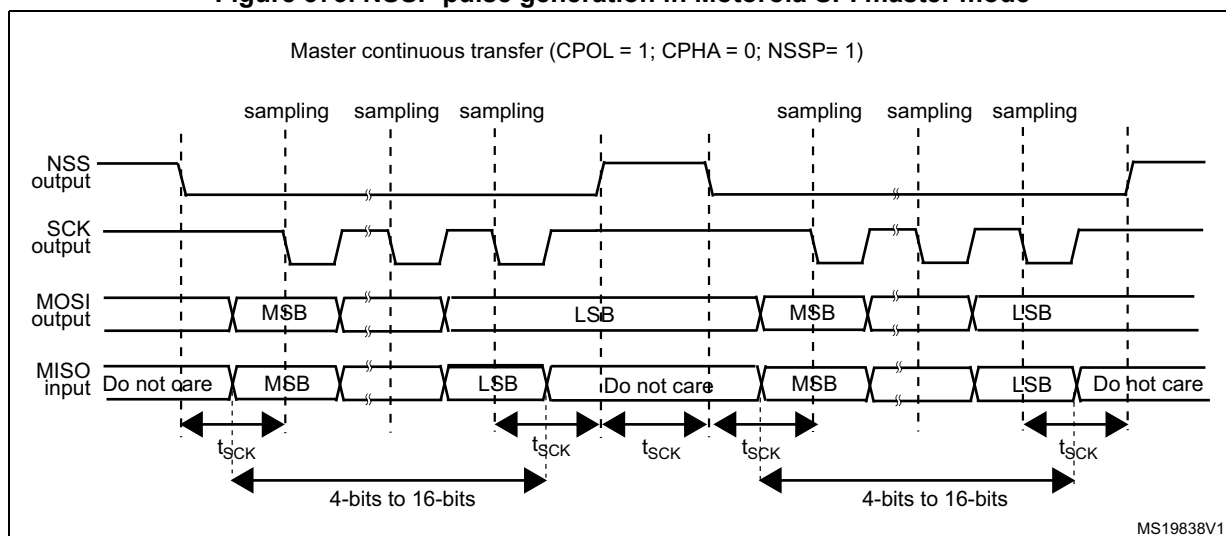 Master continuous transfer (CPOL = 1; CPHA = 0; NSSP= 1)
sampling sampling sampling sampling sampling sampling
NSS
output
SCK
output
MOSI
output
MSB LSB MSB LSB
MISO
input
Do not care MSB LSB Do not care MSB LSB Do not care
tSCK tSCK tSCK tSCK tSCK
4-bits to 16-bits 4-bits to 16-bits
MS19838V1